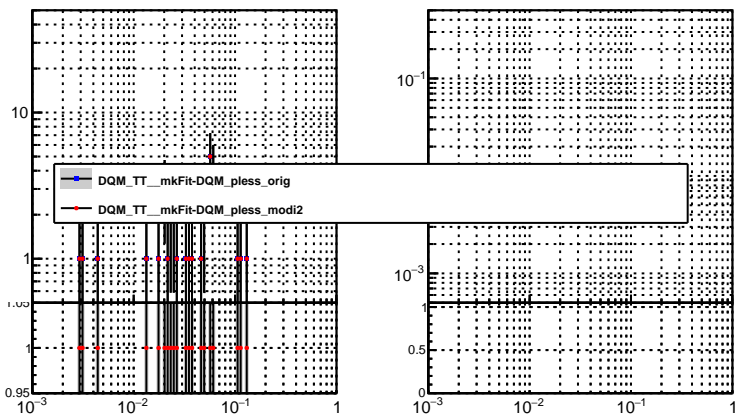 10
10⁻¹
DQM_TT__mkFit-DQM_pless_orig
DQM_TT__mkFit-DQM_pless_modi2
1
10⁻³
1.05
1
1
0.5
0.95
0
10⁻³ 10⁻² 10⁻¹ 1
10⁻³ 10⁻² 10⁻¹ 1